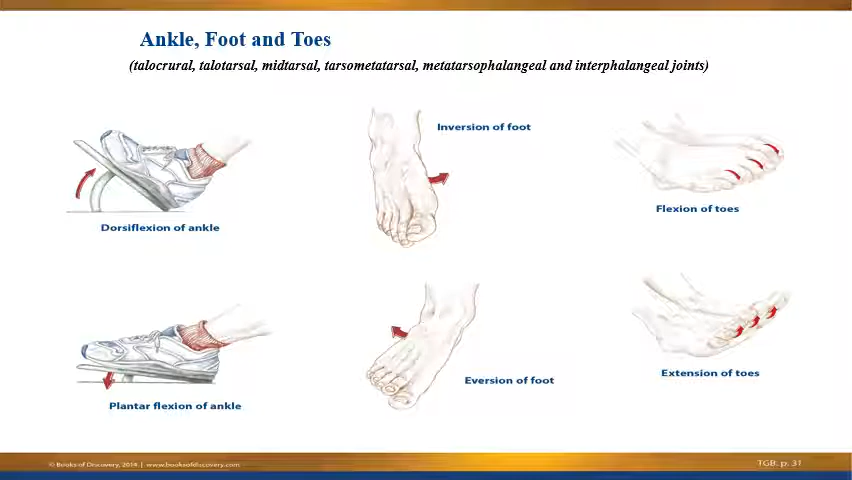 Ankle, Foot and Toes
(talocrural, talotarsal, midtarsal, tarsometatarsal, metatarsophalangeal and interphalangeal joints)
Inversion of foot
Flexion of toes
Dorsiflexion of ankle
Extension of toes
Eversion of foot
Plantar flexion of ankle
© Books of Discovery, 2014 | www.booksofdiscovery.com
TGB. p. 31